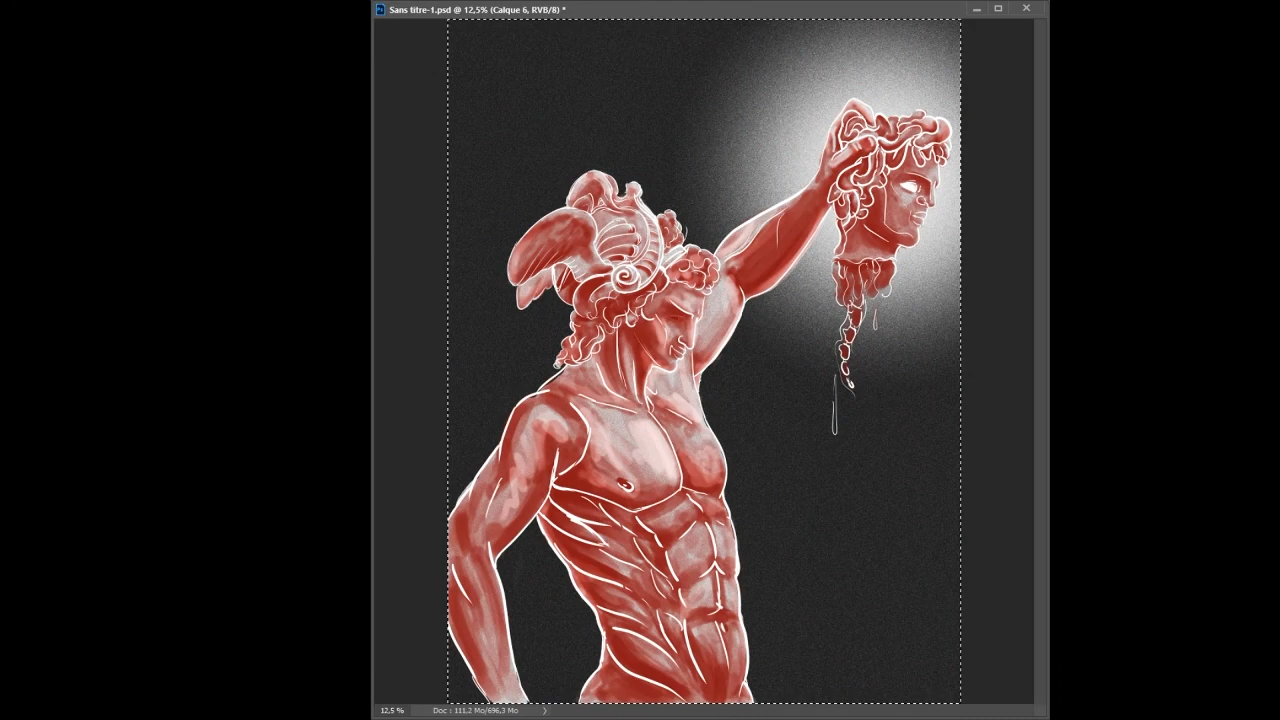 Ps Sans titre-1.psd @ 12,5% (Calque 6, RVB/8) *
12,5 % Doc : 111,2 Mo/696,3 Mo